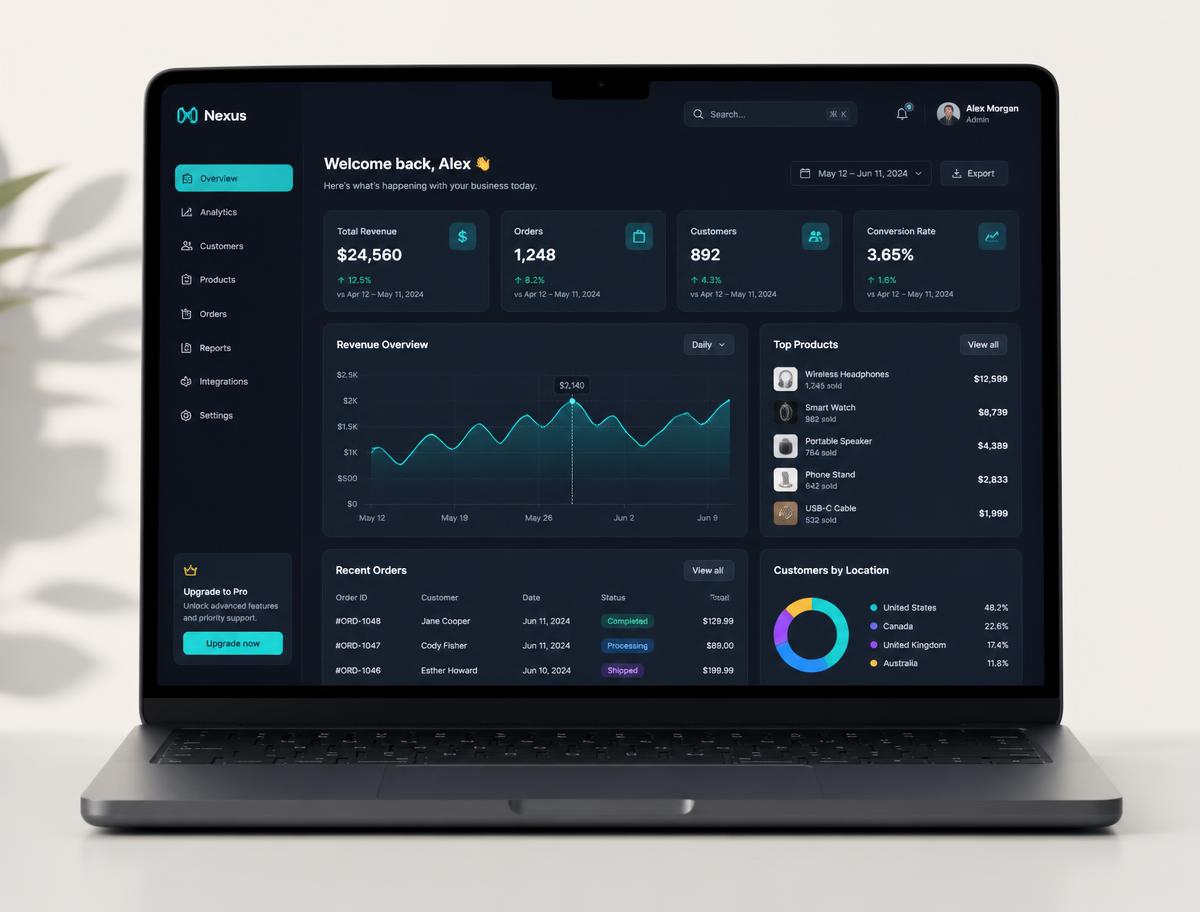 Nexus
Search...
⌘ K
Alex Morgan
Admin
Overview
Analytics
Customers
Products
Orders
Reports
Integrations
Settings
Upgrade to Pro
Unlock advanced features
and priority support.
Upgrade now
Welcome back, Alex 👋
Here's what's happening with your business today.
May 12 – Jun 11, 2024
Export
Total Revenue
$24,560
↑ 12.5%
vs Apr 12 – May 11, 2024
Orders
1,248
↑ 8.2%
vs Apr 12 – May 11, 2024
Customers
892
↑ 4.3%
vs Apr 12 – May 11, 2024
Conversion Rate
3.65%
↑ 1.6%
vs Apr 12 – May 11, 2024
Revenue Overview
Daily
$2.5K
$2K
$1.5K
$1K
$500
$0
$2,140
May 12
May 19
May 26
Jun 2
Jun 9
Top Products
View all
Wireless Headphones
1,245 sold
$12,599
Smart Watch
982 sold
$8,739
Portable Speaker
764 sold
$4,389
Phone Stand
642 sold
$2,833
USB-C Cable
532 sold
$1,999
Recent Orders
View all
Order ID Customer Date Status
#ORD-1048 Jane Cooper Jun 11, 2024 Completed $129.99
#ORD-1047 Cody Fisher Jun 11, 2024 Processing $89.00
#ORD-1046 Esther Howard Jun 10, 2024 Shipped $199.99
Customers by Location
United States 48.2%
Canada 22.6%
United Kingdom 17.4%
Australia 11.8%